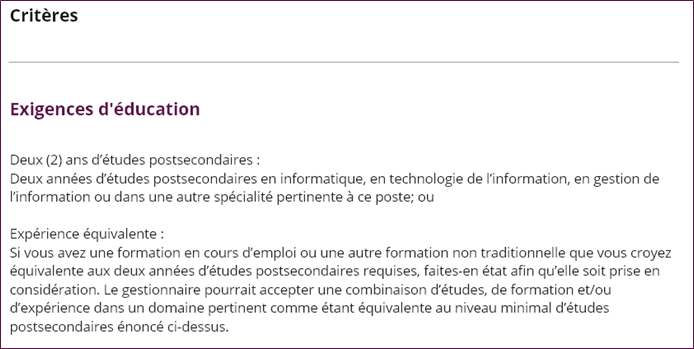 Critères
Exigences d'éducation
Deux (2) ans d’études postsecondaires :
Deux années d’études postsecondaires en informatique, en technologie de l’information, en gestion de
l’information ou dans une autre spécialité pertinente à ce poste; ou
Expérience équivalente :
Si vous avez une formation en cours d’emploi ou une autre formation non traditionnelle que vous croyez
équivalente aux deux années d’études postsecondaires requises, faites-en état afin qu’elle soit prise en
considération. Le gestionnaire pourrait accepter une combinaison d’études, de formation et/ou
d’expérience dans un domaine pertinent comme étant équivalente au niveau minimal d’études
postsecondaires énoncé ci-dessus.